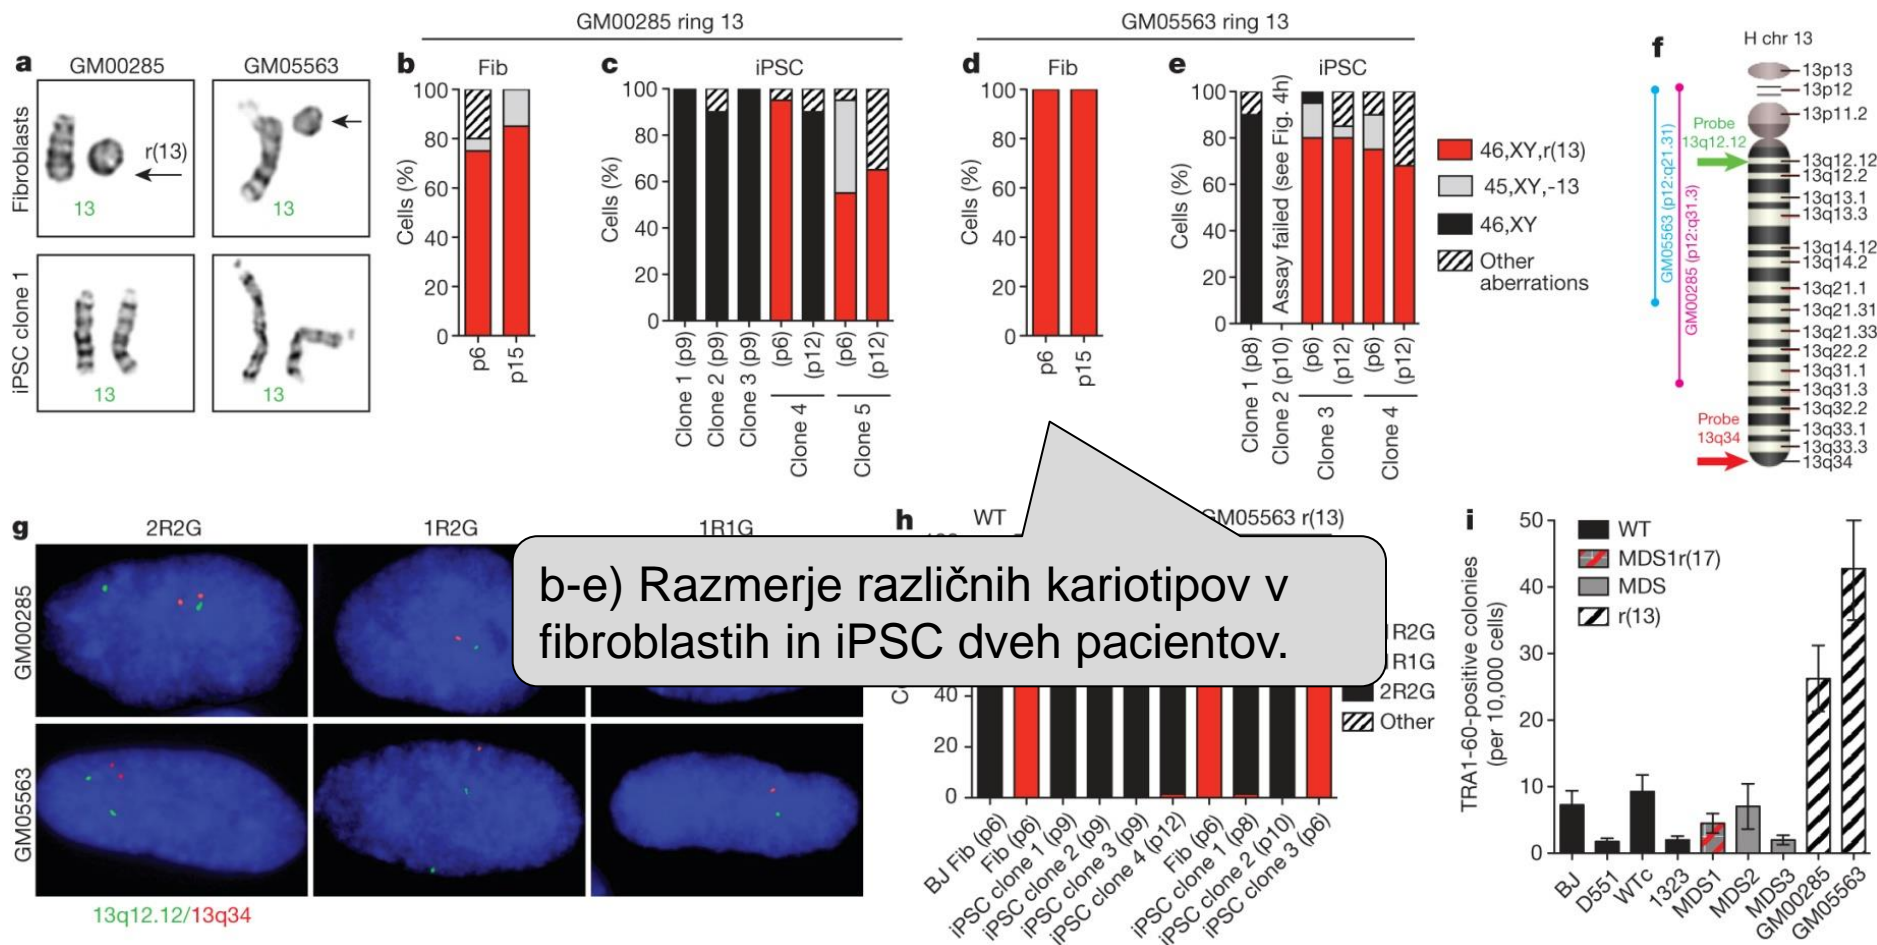 GM00285 ring 13
GM05563 ring 13
a
GM00285
GM05563
Fibroblasts
r(13)
13
13
iPSC clone 1
13
13
b
Fib
Cells (%)
100
80
60
40
20
0
p6
p15
c
iPSC
Cells (%)
100
80
60
40
20
0
Clone 1 (p9)
Clone 2 (p9)
Clone 3 (p9)
(p6)
(p12)
Clone 4
(p6)
(p12)
Clone 5
d
Fib
Cells (%)
100
80
60
40
20
0
p6
p15
e
iPSC
Cells (%)
100
80
60
40
20
0
Assay failed (see Fig. 4h)
Clone 1 (p8)
Clone 2 (p10)
(p6)
(p12)
Clone 3
(p6)
(p12)
Clone 4
46,XY,r(13)
45,XY,-13
46,XY
Other
aberrations
f
H chr 13
GM05563 (p12:q21.31)
GM00285 (p12:q31.3)
Probe
13q12.12
Probe
13q34
13p13
13p12
13p11.2
13q12.12
13q12.2
13q13.1
13q13.3
13q14.12
13q14.2
13q21.1
13q21.31
13q21.33
13q22.2
13q31.1
13q31.3
13q32.2
13q33.1
13q33.3
13q34
g
2R2G
1R2G
1R1G
GM00285
GM05563
13q12.12/13q34
h
WT
GM05563 r(13)
b-e) Razmerje različnih kariotipov v
fibroblastih in iPSC dveh pacientov.
40
20
0
BJ Fib (p6)
Fib (p6)
iPSC clone 1 (p9)
iPSC clone 2 (p9)
iPSC clone 3 (p9)
iPSC clone 4 (p12)
Fib (p6)
iPSC clone 1 (p8)
iPSC clone 2 (p10)
iPSC clone 3 (p6)
1R2G
1R1G
2R2G
Other
i
TRA1-60-positive colonies
(per 10,000 cells)
50
40
30
20
10
0
WT
MDS1r(17)
MDS
r(13)
BJ
D551
WTc
1323
MDS1
MDS2
MDS3
GM00285
GM05563